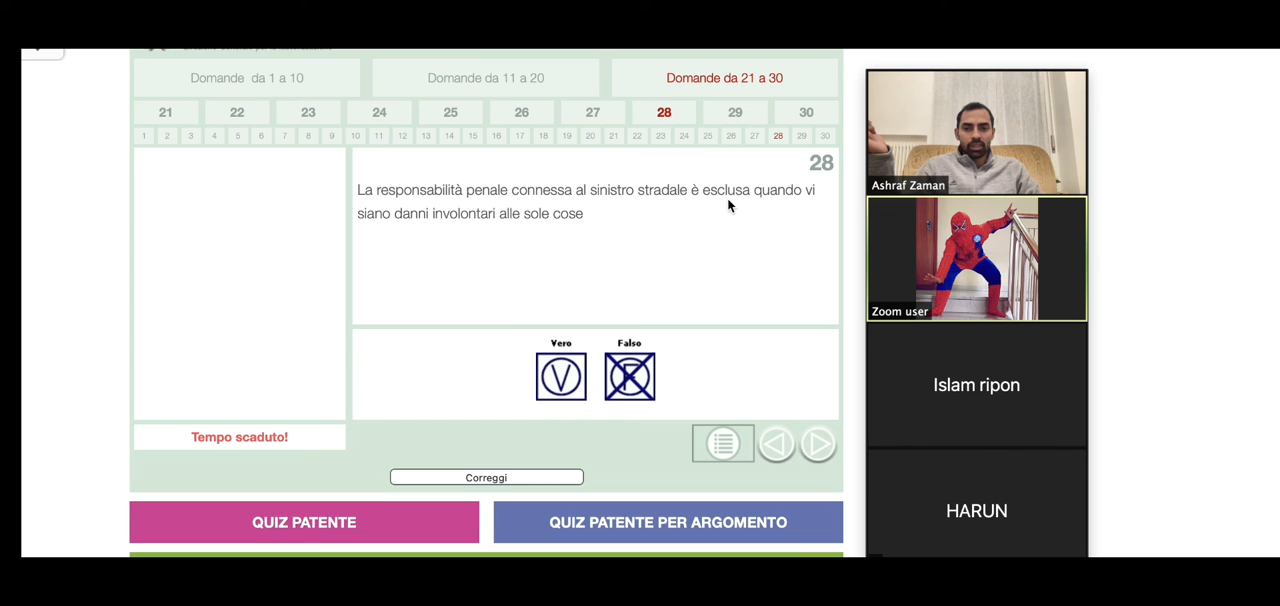 Domande da 1 a 10
Domande da 11 a 20
Domande da 21 a 30
21 22 23 24 25 26 27 28 29 30
1 2 3 4 5 6 7 8 9 10 11 12 13 14 15 16 17 18 19 20 21 22 23 24 25 26 27 28 29 30
28
La responsabilità penale connessa al sinistro stradale è esclusa quando vi
siano danni involontari alle sole cose
Vero
Falso
V
F
Tempo scaduto!
Correggi
QUIZ PATENTE
QUIZ PATENTE PER ARGOMENTO
Ashraf Zaman
Zoom user
Islam ripon
HARUN